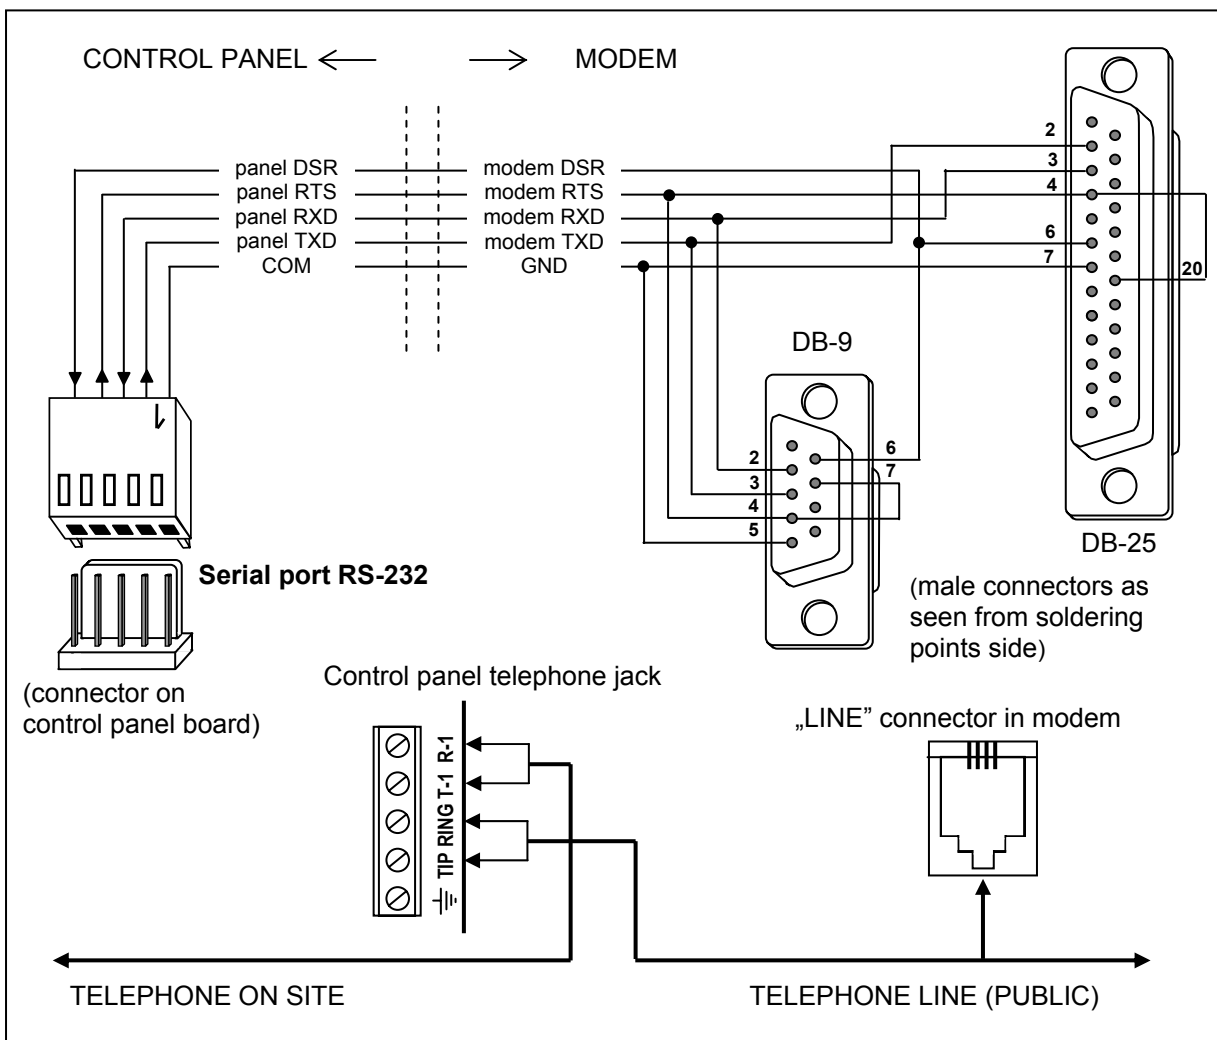 CONTROL PANEL
MODEM
panel DSR
modem DSR
panel RTS
modem RTS
panel RXD
modem RXD
panel TXD
modem TXD
COM
GND
2
3
4
6
7
20
DB-25
DB-9
2
3
4
5
6
7
(male connectors as
seen from soldering
points side)
Serial port RS-232
(connector on
control panel board)
Control panel telephone jack
TIP RING T-1 R-1
„LINE” connector in modem
TELEPHONE ON SITE
TELEPHONE LINE (PUBLIC)